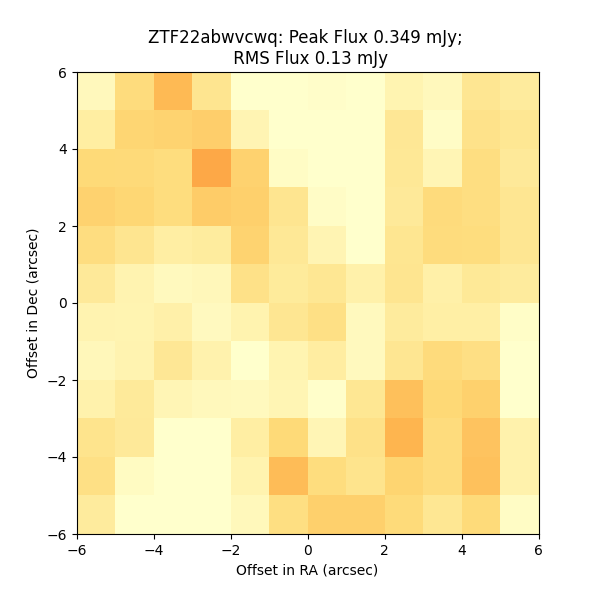 ZTF22abwvcwq: Peak Flux 0.349 mJy;
RMS Flux 0.13 mJy
6
4
2
0
−2
−4
−6
Offset in Dec (arcsec)
−6 −4 −2 0 2 4 6
Offset in RA (arcsec)